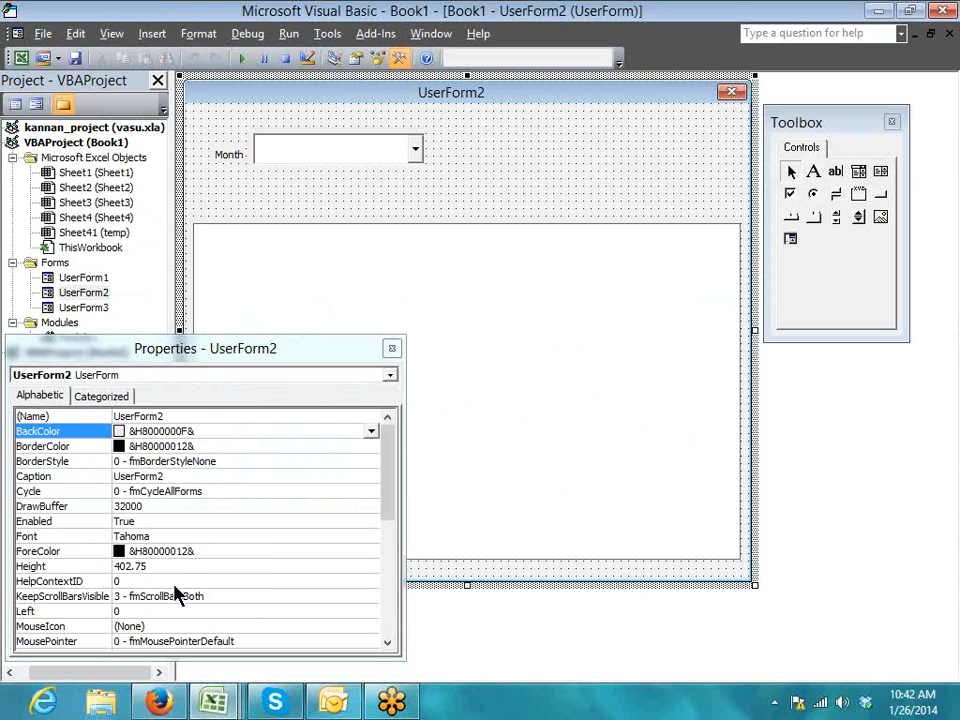 Microsoft Visual Basic - Book1 - [Book1 - UserForm2 (UserForm)]
File Edit View Insert Format Debug Run Tools Add-Ins Window Help
Type a question for help
Project - VBAProject
kannan_project (vasu.xla)
VBAProject (Book1)
Microsoft Excel Objects
Sheet1 (Sheet1)
Sheet2 (Sheet2)
Sheet3 (Sheet3)
Sheet4 (Sheet4)
Sheet41 (temp)
ThisWorkbook
Forms
UserForm1
UserForm2
UserForm3
Modules
UserForm2
Month
Toolbox
Controls
A
ab
Properties - UserForm2
UserForm2 UserForm
Alphabetic Categorized
(Name) UserForm2
BackColor &H8000000F&
BorderColor &H80000012&
BorderStyle 0 - fmBorderStyleNone
Caption UserForm2
Cycle 0 - fmCycleAllForms
DrawBuffer 32000
Enabled True
Font Tahoma
ForeColor &H80000012&
Height 402.75
HelpContextID 0
KeepScrollBarsVisible 3 - fmScrollBarsBoth
Left 0
MouseIcon (None)
MousePointer 0 - fmMousePointerDefault
10:42 AM
1/26/2014